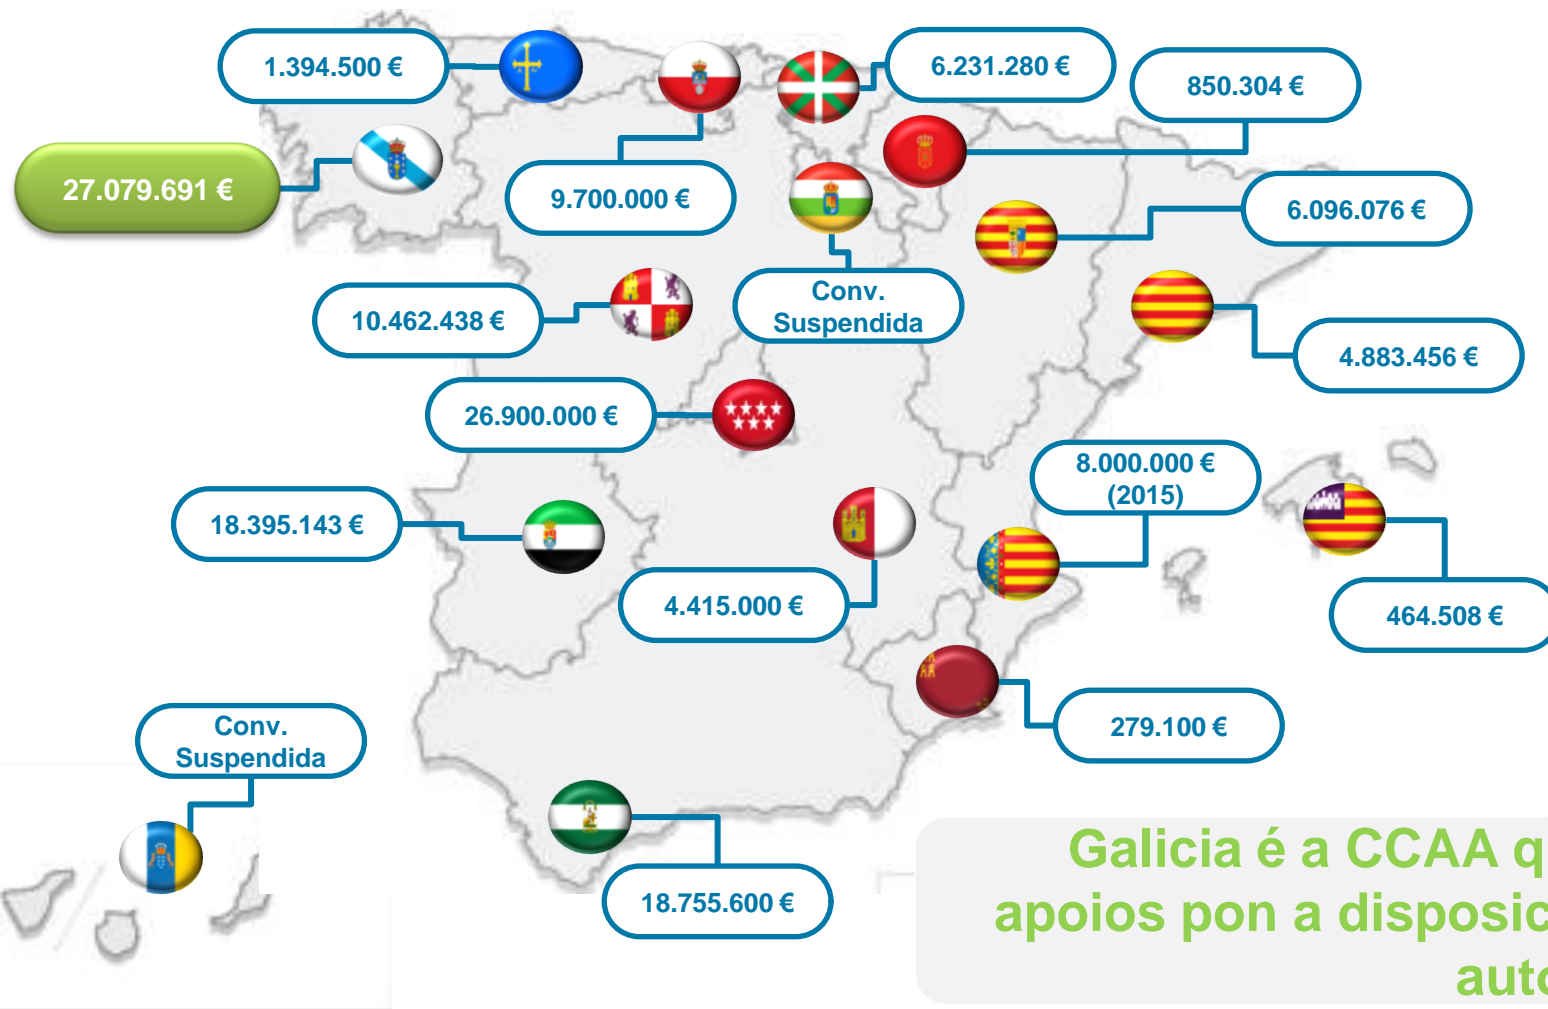 1.394.500 €
6.231.280 €
850.304 €
27.079.691 €
9.700.000 €
6.096.076 €
Conv.
Suspendida
10.462.438 €
4.883.456 €
26.900.000 €
8.000.000 €
(2015)
18.395.143 €
4.415.000 €
464.508 €
279.100 €
Conv.
Suspendida
18.755.600 €
Galicia é a CCAA
apoios pon a